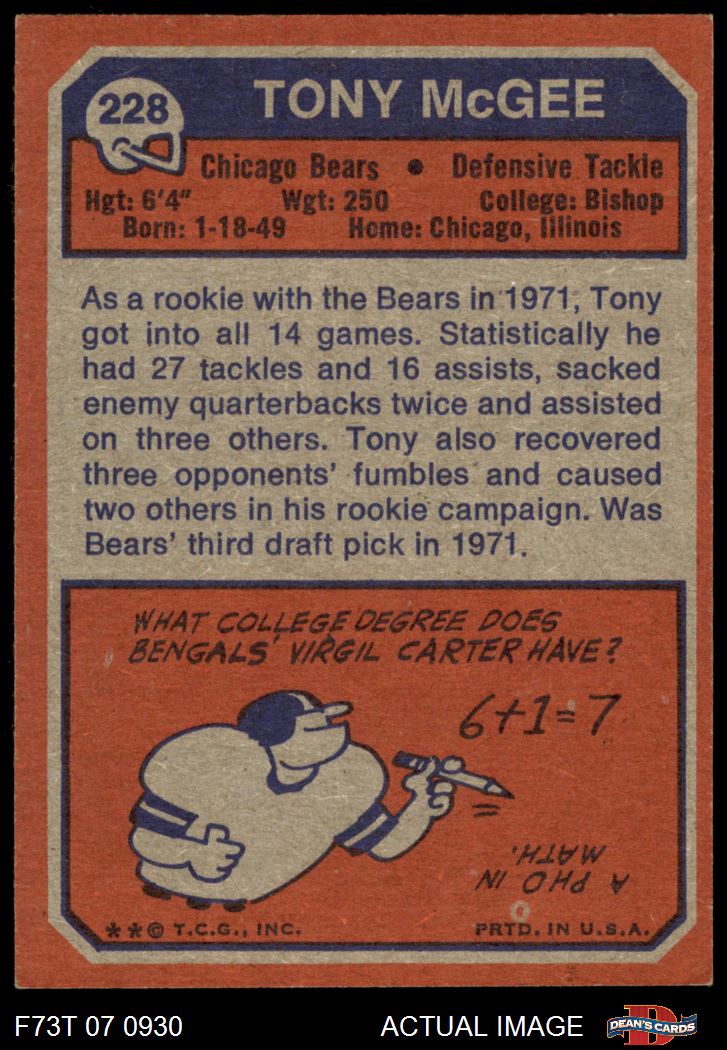 228
TONY McGEE
Chicago Bears • Defensive Tackle
Hgt: 6'4" Wgt: 250 College: Bishop
Born: 1-18-49 Home: Chicago, Illinois
As a rookie with the Bears in 1971, Tony
got into all 14 games. Statistically he
had 27 tackles and 16 assists, sacked
enemy quarterbacks twice and assisted
on three others. Tony also recovered
three opponents' fumbles and caused
two others in his rookie campaign. Was
Bears' third draft pick in 1971.
WHAT COLLEGE DEGREE DOES
BENGALS' VIRGIL CARTER HAVE?
6+1=7
A PHD IN
MATH.
**© T.C.G., INC. PRTD. IN U.S.A.
F73T 07 0930 ACTUAL IMAGE D DEAN'S CARDS